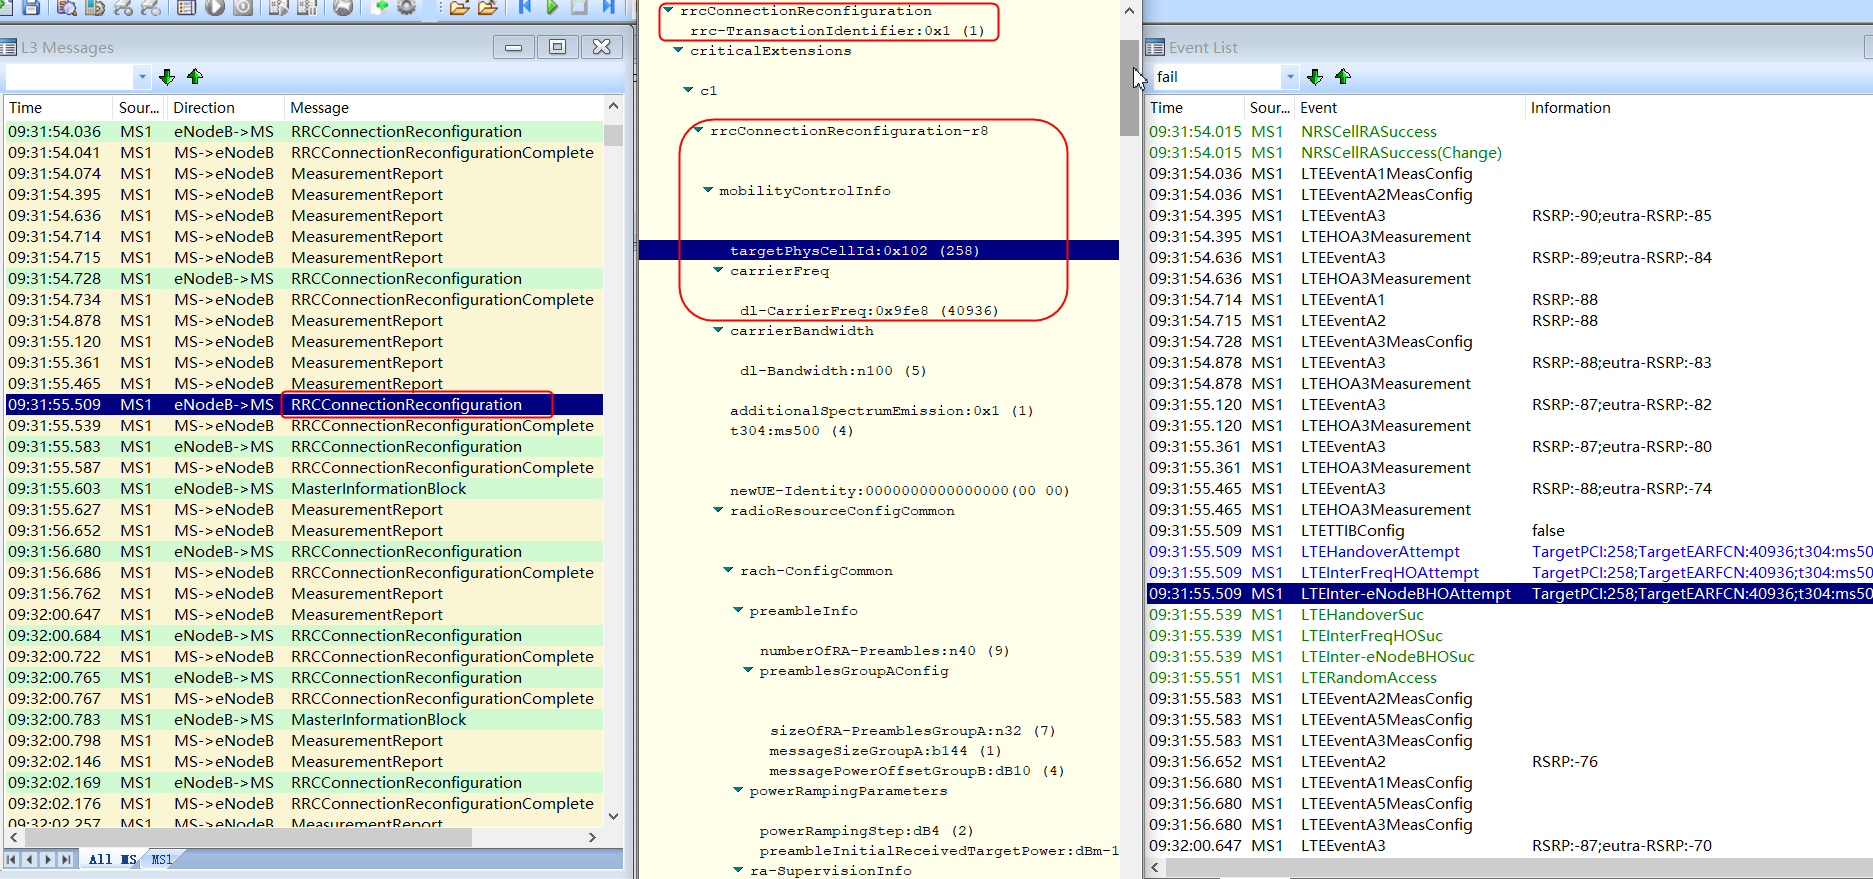 L3 Messages
Time Sour... Direction Message
09:31:54.036 MS1 eNodeB->MS RRCConnectionReconfiguration
09:31:54.041 MS1 MS->eNodeB RRCConnectionReconfigurationComplete
09:31:54.074 MS1 MS->eNodeB MeasurementReport
09:31:54.395 MS1 MS->eNodeB MeasurementReport
09:31:54.636 MS1 MS->eNodeB MeasurementReport
09:31:54.714 MS1 MS->eNodeB MeasurementReport
09:31:54.715 MS1 MS->eNodeB MeasurementReport
09:31:54.728 MS1 eNodeB->MS RRCConnectionReconfiguration
09:31:54.734 MS1 MS->eNodeB RRCConnectionReconfigurationComplete
09:31:54.878 MS1 MS->eNodeB MeasurementReport
09:31:55.120 MS1 MS->eNodeB MeasurementReport
09:31:55.361 MS1 MS->eNodeB MeasurementReport
09:31:55.465 MS1 MS->eNodeB MeasurementReport
09:31:55.509 MS1 eNodeB->MS RRCConnectionReconfiguration
09:31:55.539 MS1 MS->eNodeB RRCConnectionReconfigurationComplete
09:31:55.583 MS1 eNodeB->MS RRCConnectionReconfiguration
09:31:55.587 MS1 MS->eNodeB RRCConnectionReconfigurationComplete
09:31:55.603 MS1 eNodeB->MS MasterInformationBlock
09:31:55.627 MS1 MS->eNodeB MeasurementReport
09:31:56.652 MS1 MS->eNodeB MeasurementReport
09:31:56.680 MS1 eNodeB->MS RRCConnectionReconfiguration
09:31:56.686 MS1 MS->eNodeB RRCConnectionReconfigurationComplete
09:31:56.762 MS1 MS->eNodeB MeasurementReport
09:32:00.647 MS1 MS->eNodeB MeasurementReport
09:32:00.684 MS1 eNodeB->MS RRCConnectionReconfiguration
09:32:00.722 MS1 MS->eNodeB RRCConnectionReconfigurationComplete
09:32:00.765 MS1 eNodeB->MS RRCConnectionReconfiguration
09:32:00.767 MS1 MS->eNodeB RRCConnectionReconfigurationComplete
09:32:00.783 MS1 eNodeB->MS MasterInformationBlock
09:32:00.798 MS1 MS->eNodeB MeasurementReport
09:32:02.146 MS1 MS->eNodeB MeasurementReport
09:32:02.169 MS1 eNodeB->MS RRCConnectionReconfiguration
09:32:02.176 MS1 MS->eNodeB RRCConnectionReconfigurationComplete
09:32:02.257 MS1 MS->eNodeB MeasurementReport
All MS MS1
rrcConnectionReconfiguration
rrc-TransactionIdentifier:0x1 (1)
criticalExtensions
c1
rrcConnectionReconfiguration-r8
mobilityControlInfo
targetPhysCellId:0x102 (258)
carrierFreq
dl-CarrierFreq:0x9fe8 (40936)
carrierBandwidth
dl-Bandwidth:n100 (5)
additionalSpectrumEmission:0x1 (1)
t304:ms500 (4)
newUE-Identity:0000000000000000(00 00)
radioResourceConfigCommon
rach-ConfigCommon
preambleInfo
numberOfRA-Preambles:n40 (9)
preamblesGroupAConfig
sizeOfRA-PreamblesGroupA:n32 (7)
messageSizeGroupA:b144 (1)
messagePowerOffsetGroupB:dB10 (4)
powerRampingParameters
powerRampingStep:dB4 (2)
preambleInitialReceivedTargetPower:dBm-1
ra-SupervisionInfo
Event List
fail
Time Sour... Event Information
09:31:54.015 MS1 NRSCellRASuccess
09:31:54.015 MS1 NRSCellRASuccess(Change)
09:31:54.036 MS1 LTEEventA1MeasConfig
09:31:54.036 MS1 LTEEventA2MeasConfig
09:31:54.395 MS1 LTEEventA3 RSRP:-90;eutra-RSRP:-85
09:31:54.395 MS1 LTEHOA3Measurement
09:31:54.636 MS1 LTEEventA3 RSRP:-89;eutra-RSRP:-84
09:31:54.636 MS1 LTEHOA3Measurement
09:31:54.714 MS1 LTEEventA1 RSRP:-88
09:31:54.715 MS1 LTEEventA2 RSRP:-88
09:31:54.728 MS1 LTEEventA3MeasConfig
09:31:54.878 MS1 LTEEventA3 RSRP:-88;eutra-RSRP:-83
09:31:54.878 MS1 LTEHOA3Measurement
09:31:55.120 MS1 LTEEventA3 RSRP:-87;eutra-RSRP:-82
09:31:55.120 MS1 LTEHOA3Measurement
09:31:55.361 MS1 LTEEventA3 RSRP:-87;eutra-RSRP:-80
09:31:55.361 MS1 LTEHOA3Measurement
09:31:55.465 MS1 LTEEventA3 RSRP:-88;eutra-RSRP:-74
09:31:55.465 MS1 LTEHOA3Measurement
09:31:55.509 MS1 LTETTIBConfig false
09:31:55.509 MS1 LTEHandoverAttempt TargetPCI:258;TargetEARFCN:40936;t304:ms50
09:31:55.509 MS1 LTEInterFreqHOAttempt TargetPCI:258;TargetEARFCN:40936;t304:ms50
09:31:55.509 MS1 LTEInter-eNodeBHOAttempt TargetPCI:258;TargetEARFCN:40936;t304:ms50
09:31:55.539 MS1 LTEHandoverSuc
09:31:55.539 MS1 LTEInterFreqHOSuc
09:31:55.539 MS1 LTEInter-eNodeBHOSuc
09:31:55.551 MS1 LTERandomAccess
09:31:55.583 MS1 LTEEventA2MeasConfig
09:31:55.583 MS1 LTEEventA5MeasConfig
09:31:55.583 MS1 LTEEventA3MeasConfig
09:31:56.652 MS1 LTEEventA2 RSRP:-76
09:31:56.680 MS1 LTEEventA1MeasConfig
09:31:56.680 MS1 LTEEventA5MeasConfig
09:31:56.680 MS1 LTEEventA3MeasConfig
09:32:00.647 MS1 LTEEventA3 RSRP:-87;eutra-RSRP:-70